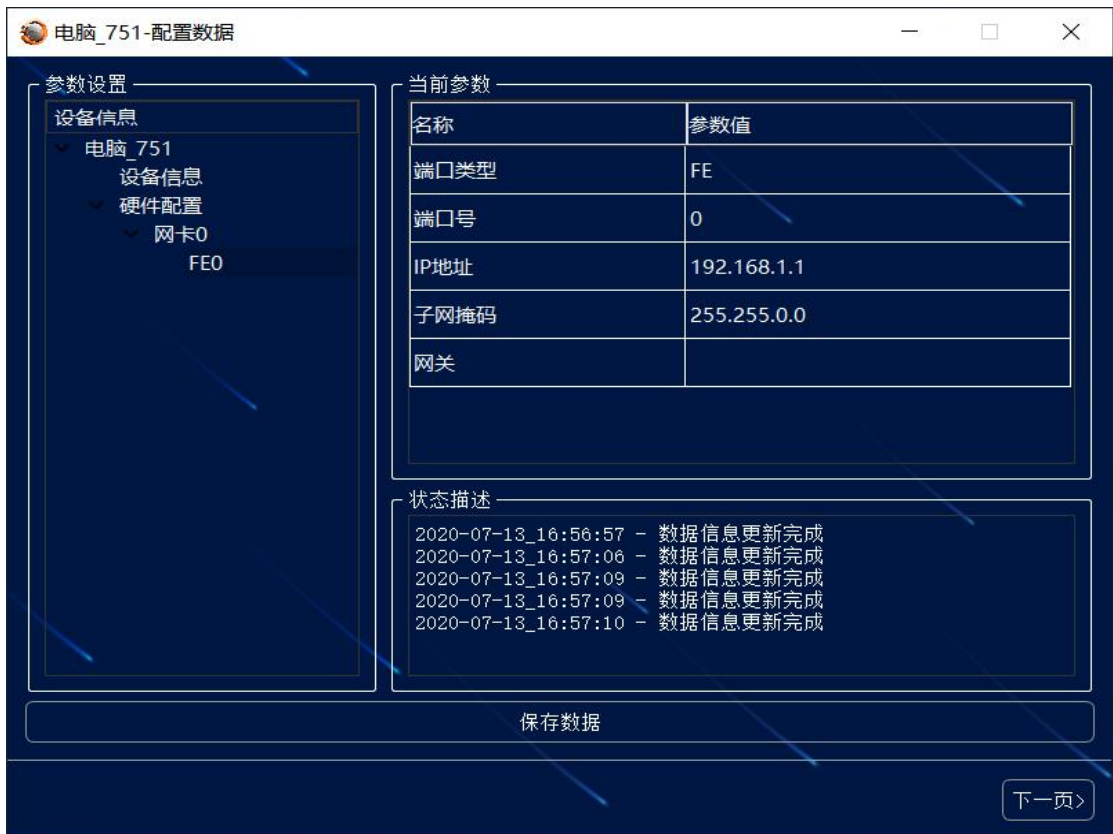 电脑_751-配置数据
参数设置
设备信息
电脑_751
设备信息
硬件配置
网卡0
FE0
当前参数
名称 参数值
端口类型 FE
端口号 0
IP地址 192.168.1.1
子网掩码 255.255.0.0
网关
状态描述
2020-07-13_16:56:57 - 数据信息更新完成
2020-07-13_16:57:06 - 数据信息更新完成
2020-07-13_16:57:09 - 数据信息更新完成
2020-07-13_16:57:09 - 数据信息更新完成
2020-07-13_16:57:10 - 数据信息更新完成
保存数据
下一页>